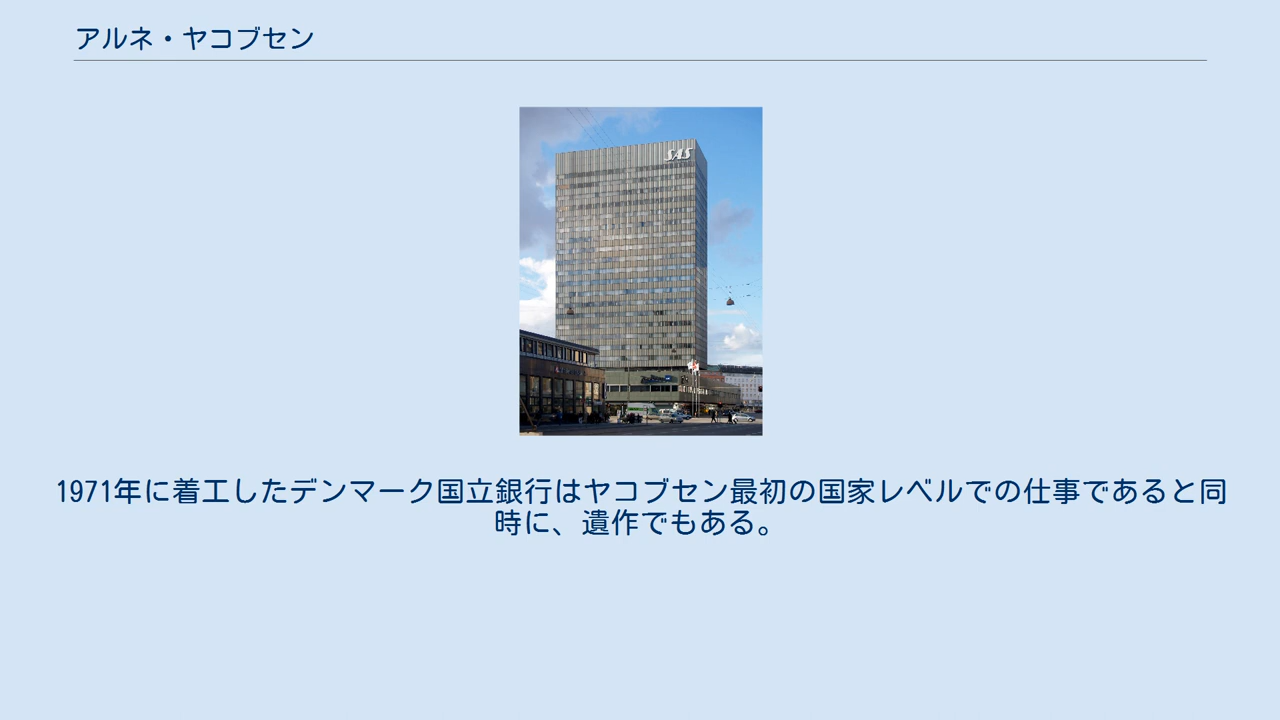 アルネ・ヤコブセン
SAS
1971年に着工したデンマーク国立銀行はヤコブセン最初の国家レベルでの仕事であると同
時に、遺作でもある。